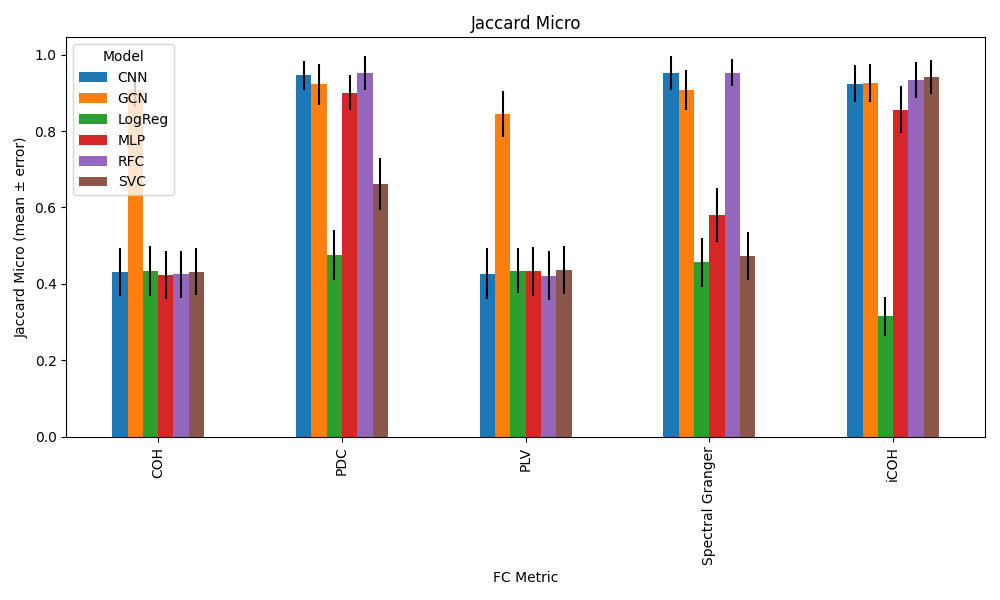 Jaccard Micro
Jaccard Micro (mean ± error)
1.0
0.8
0.6
0.4
0.2
0.0
Model
CNN
GCN
LogReg
MLP
RFC
SVC
COH
PDC
PLV
Spectral Granger
iCOH
FC Metric